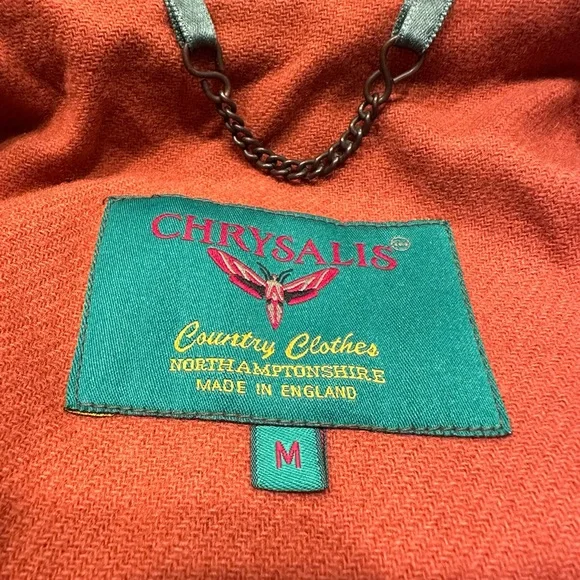 CHRYSALIS
Country Clothes
NORTHAMPTONSHIRE
MADE IN ENGLAND
M